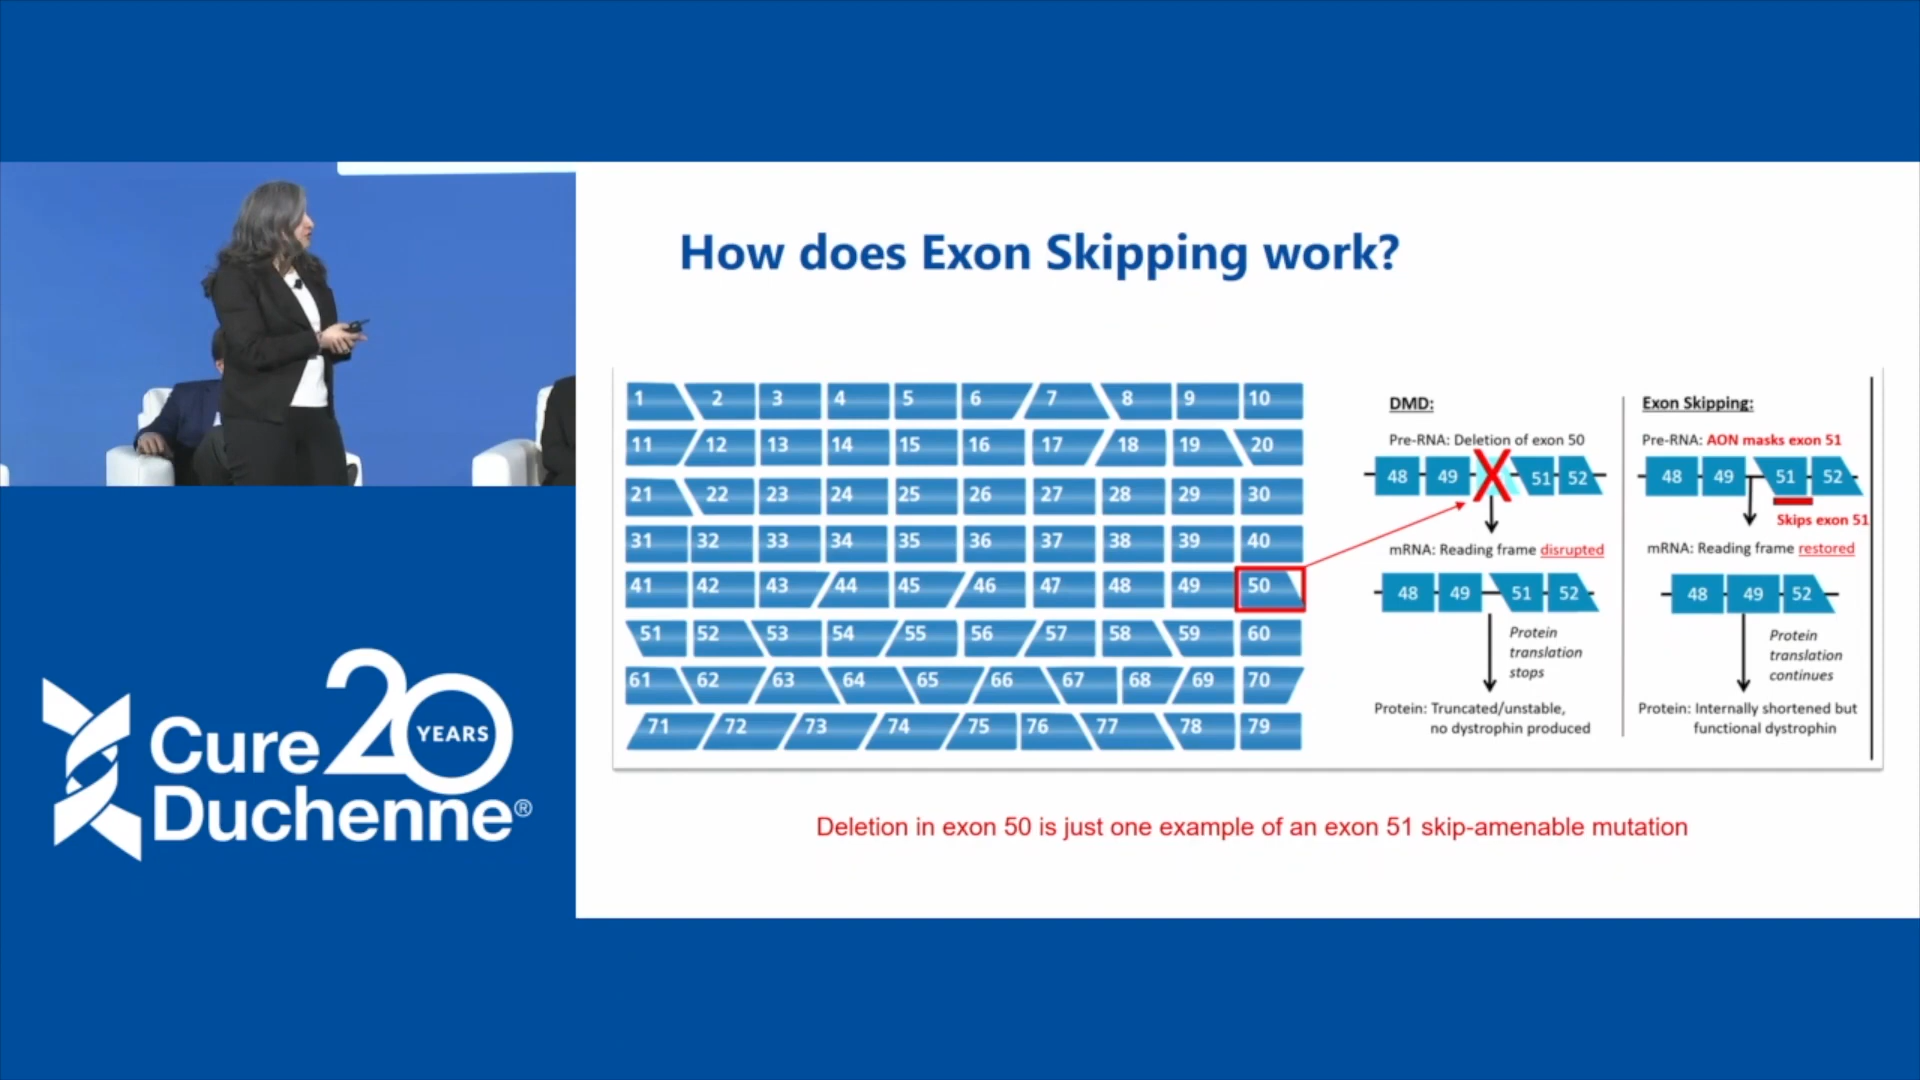 How does Exon Skipping work?
1 2 3 4 5 6 7 8 9 10
11 12 13 14 15 16 17 18 19 20
21 22 23 24 25 26 27 28 29 30
31 32 33 34 35 36 37 38 39 40
41 42 43 44 45 46 47 48 49 50
51 52 53 54 55 56 57 58 59 60
61 62 63 64 65 66 67 68 69 70
71 72 73 74 75 76 77 78 79
DMD:
Pre-RNA: Deletion of exon 50
48 49 X 51 52
mRNA: Reading frame disrupted
48 49 51 52
Protein
translation
stops
Protein: Truncated/unstable,
no dystrophin produced
Exon Skipping:
Pre-RNA: AON masks exon 51
48 49 51 52
Skips exon 51
mRNA: Reading frame restored
48 49 52
Protein
translation
continues
Protein: Internally shortened but
functional dystrophin
Deletion in exon 50 is just one example of an exon 51 skip-amenable mutation
20
YEARS
Cure
Duchenne®